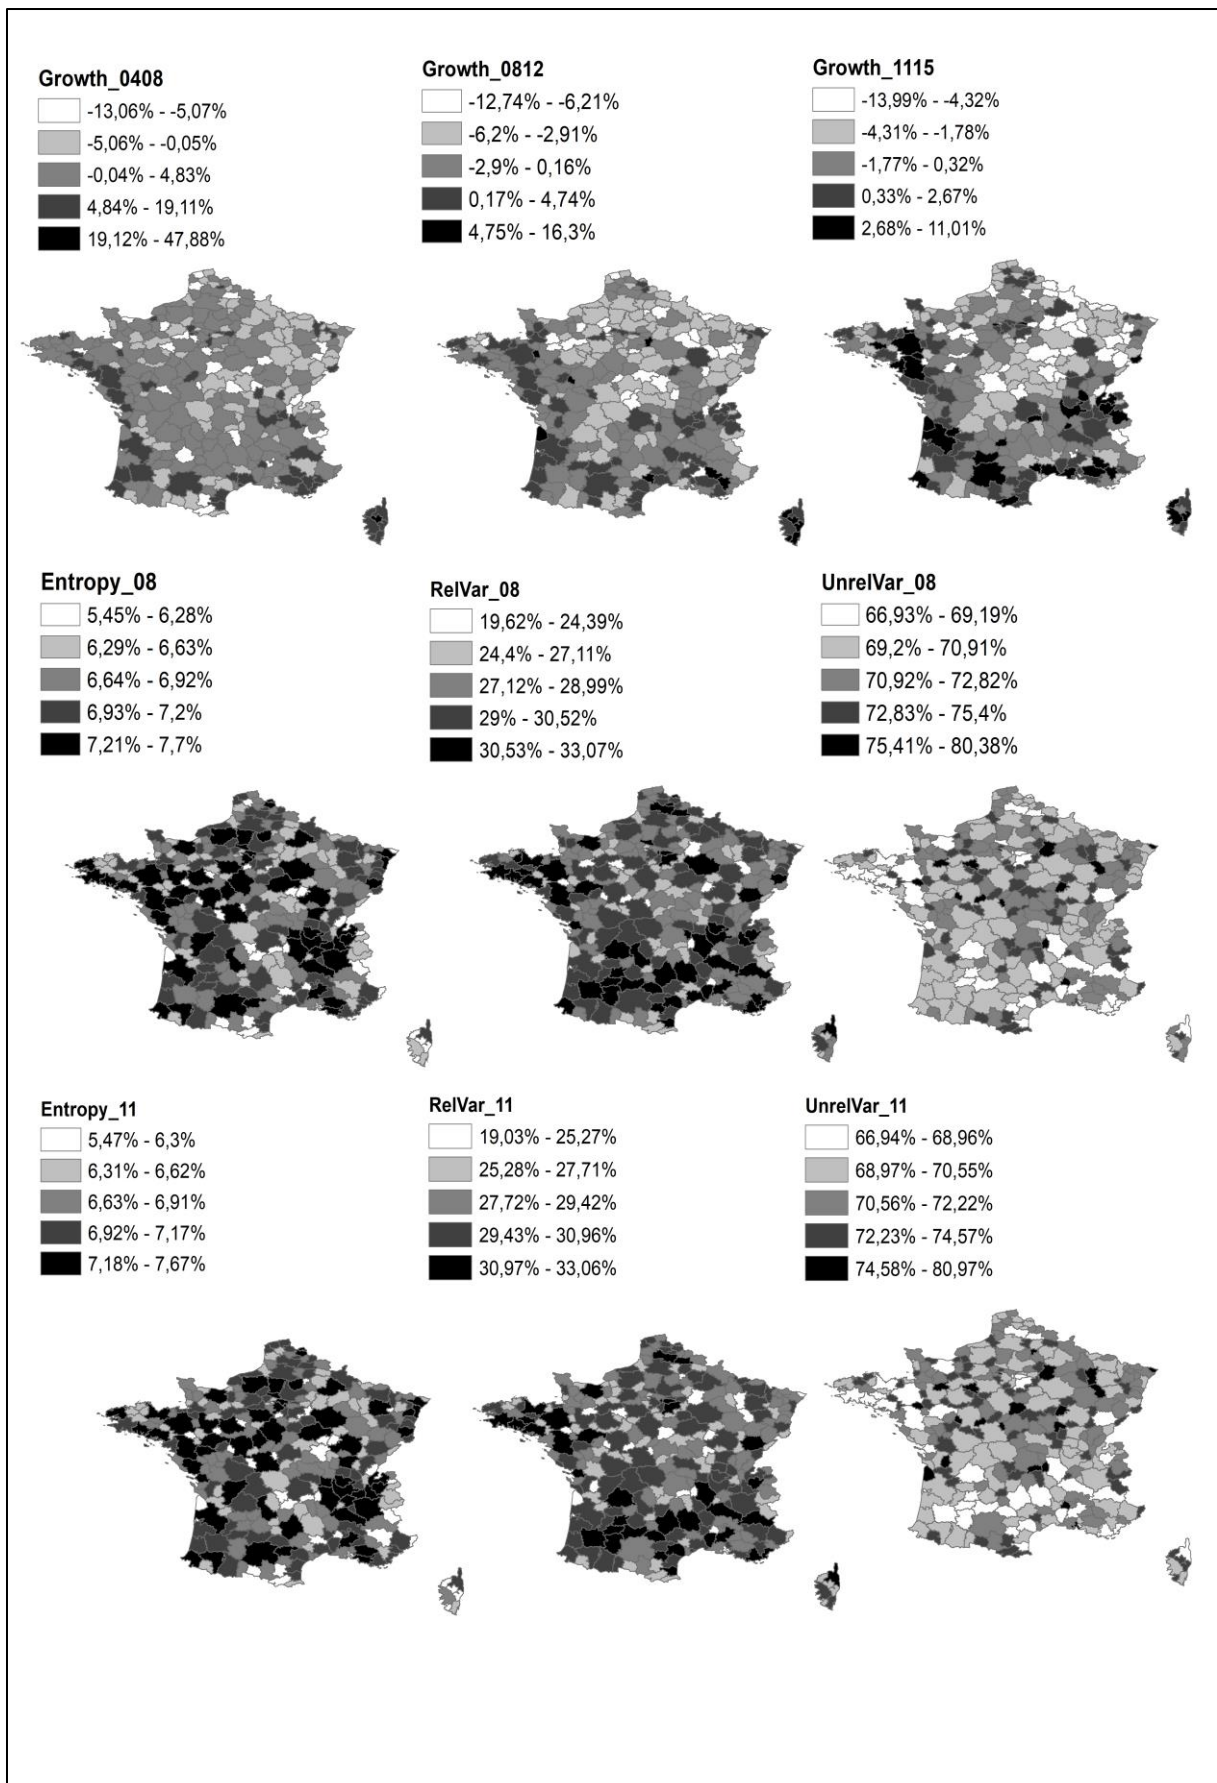 Growth_0408
-13,06% - -5,07%
-5,06% - -0,05%
-0,04% - 4,83%
4,84% - 19,11%
19,12% - 47,88%
Growth_0812
-12,74% - -6,21%
-6,2% - -2,91%
-2,9% - 0,16%
0,17% - 4,74%
4,75% - 16,3%
Growth_1115
-13,99% - -4,32%
-4,31% - -1,78%
-1,77% - 0,32%
0,33% - 2,67%
2,68% - 11,01%
Entropy_08
5,45% - 6,28%
6,29% - 6,63%
6,64% - 6,92%
6,93% - 7,2%
7,21% - 7,7%
RelVar_08
19,62% - 24,39%
24,4% - 27,11%
27,12% - 28,99%
29% - 30,52%
30,53% - 33,07%
UnrelVar_08
66,93% - 69,19%
69,2% - 70,91%
70,92% - 72,82%
72,83% - 75,4%
75,41% - 80,38%
Entropy_11
5,47% - 6,3%
6,31% - 6,62%
6,63% - 6,91%
6,92% - 7,17%
7,18% - 7,67%
RelVar_11
19,03% - 25,27%
25,28% - 27,71%
27,72% - 29,42%
29,43% - 30,96%
30,97% - 33,06%
UnrelVar_11
66,94% - 68,96%
68,97% - 70,55%
70,56% - 72,22%
72,23% - 74,57%
74,58% - 80,97%